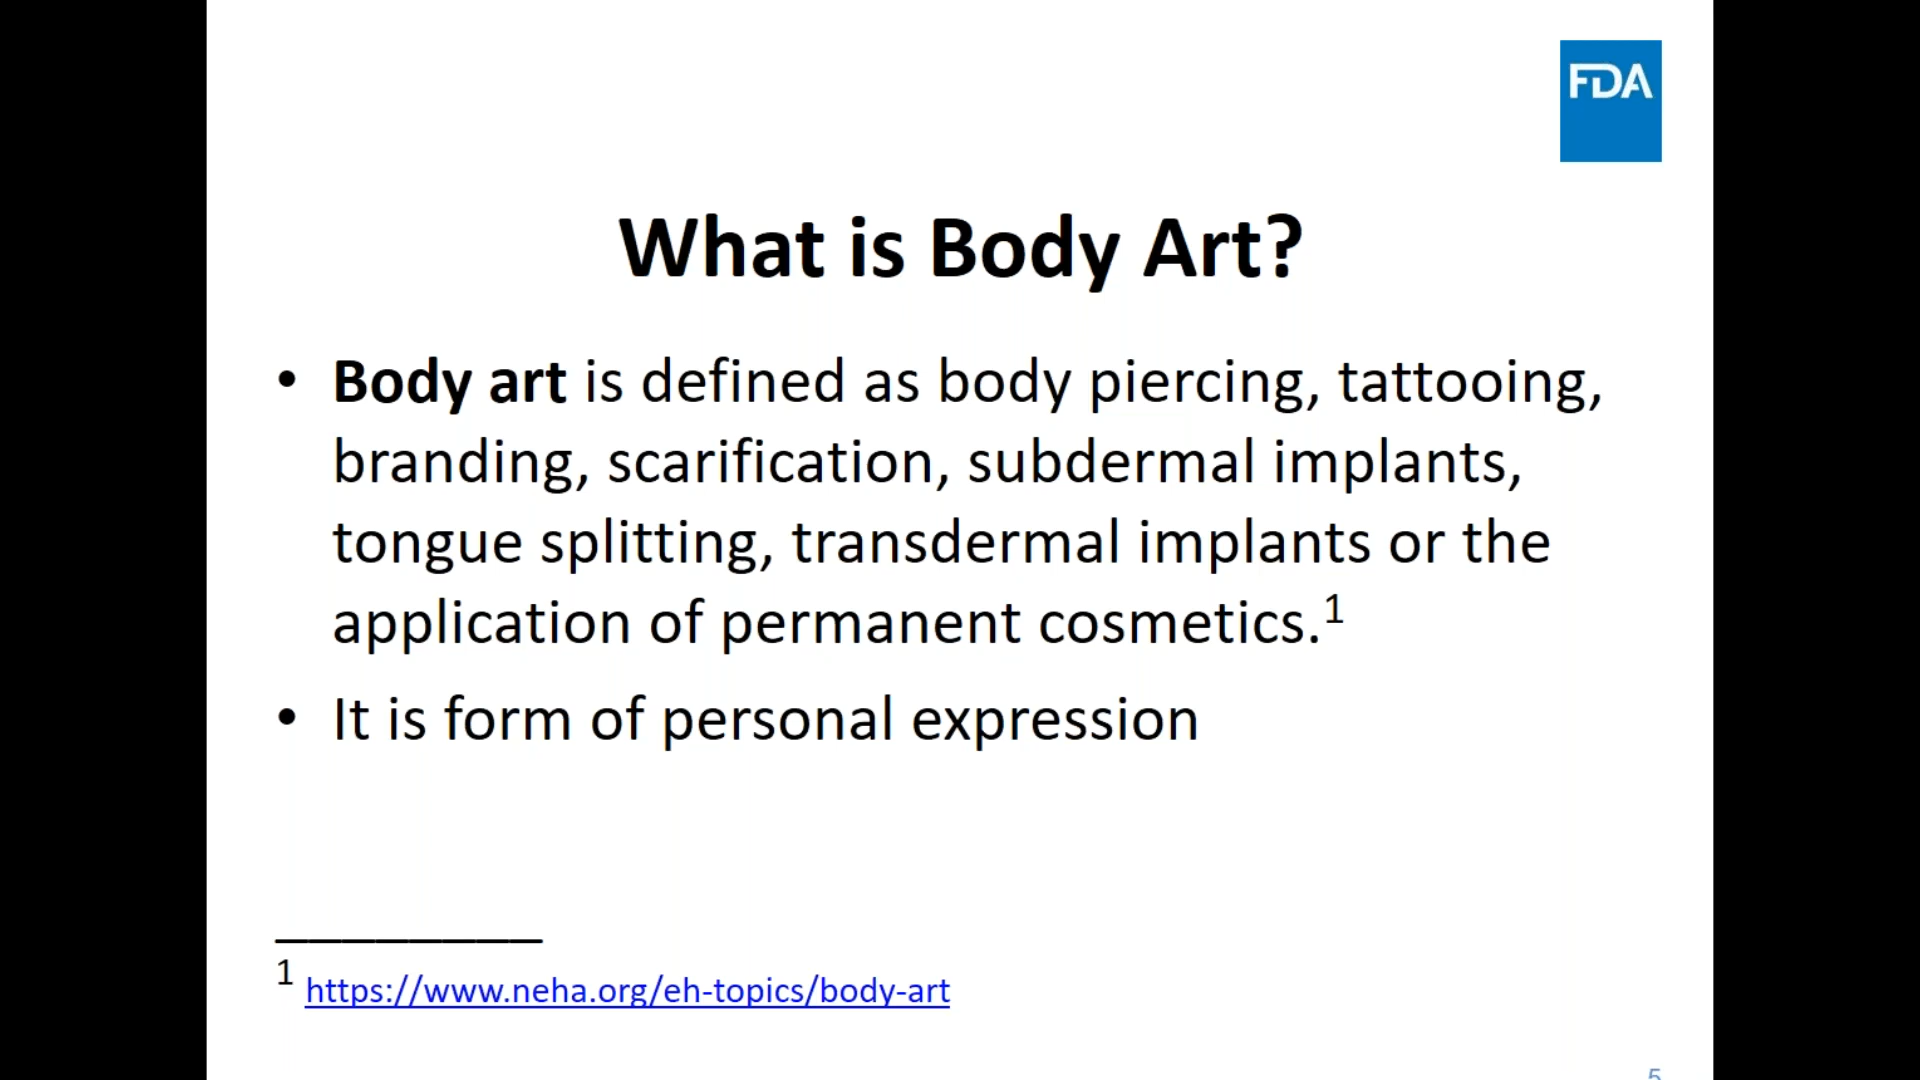 FDA
What is Body Art?
• Body art is defined as body piercing, tattooing,
branding, scarification, subdermal implants,
tongue splitting, transdermal implants or the
application of permanent cosmetics.¹
• It is form of personal expression
¹ https://www.neha.org/eh-topics/body-art
5